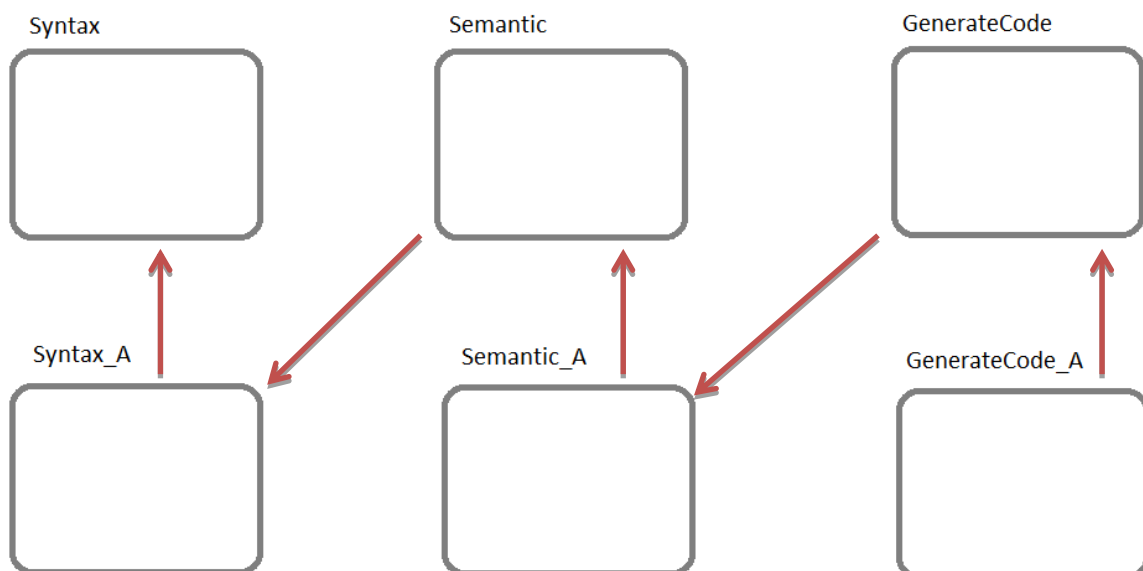 Syntax
Semantic
GenerateCode
Syntax_A
Semantic_A
GenerateCode_A